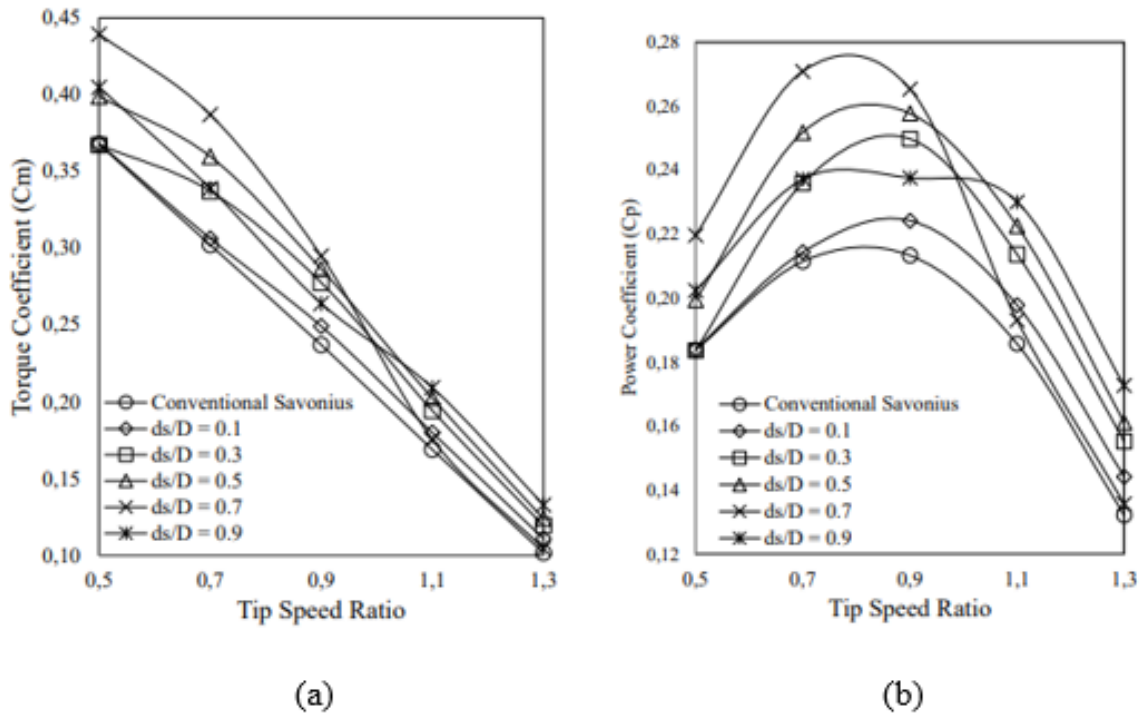 0,45
0,40
0,35
0,30
0,25
0,20
0,15
0,10
Torque Coefficient (Cm)
Conventional Savonius
ds/D = 0.1
ds/D = 0.3
ds/D = 0.5
ds/D = 0.7
ds/D = 0.9
0,5 0,7 0,9 1,1 1,3
Tip Speed Ratio
(a)
0,28
0,26
0,24
0,22
0,20
0,18
0,16
0,14
0,12
Power Coefficient (Cp)
Conventional Savonius
ds/D = 0.1
ds/D = 0.3
ds/D = 0.5
ds/D = 0.7
ds/D = 0.9
0,5 0,7 0,9 1,1 1,3
Tip Speed Ratio
(b)